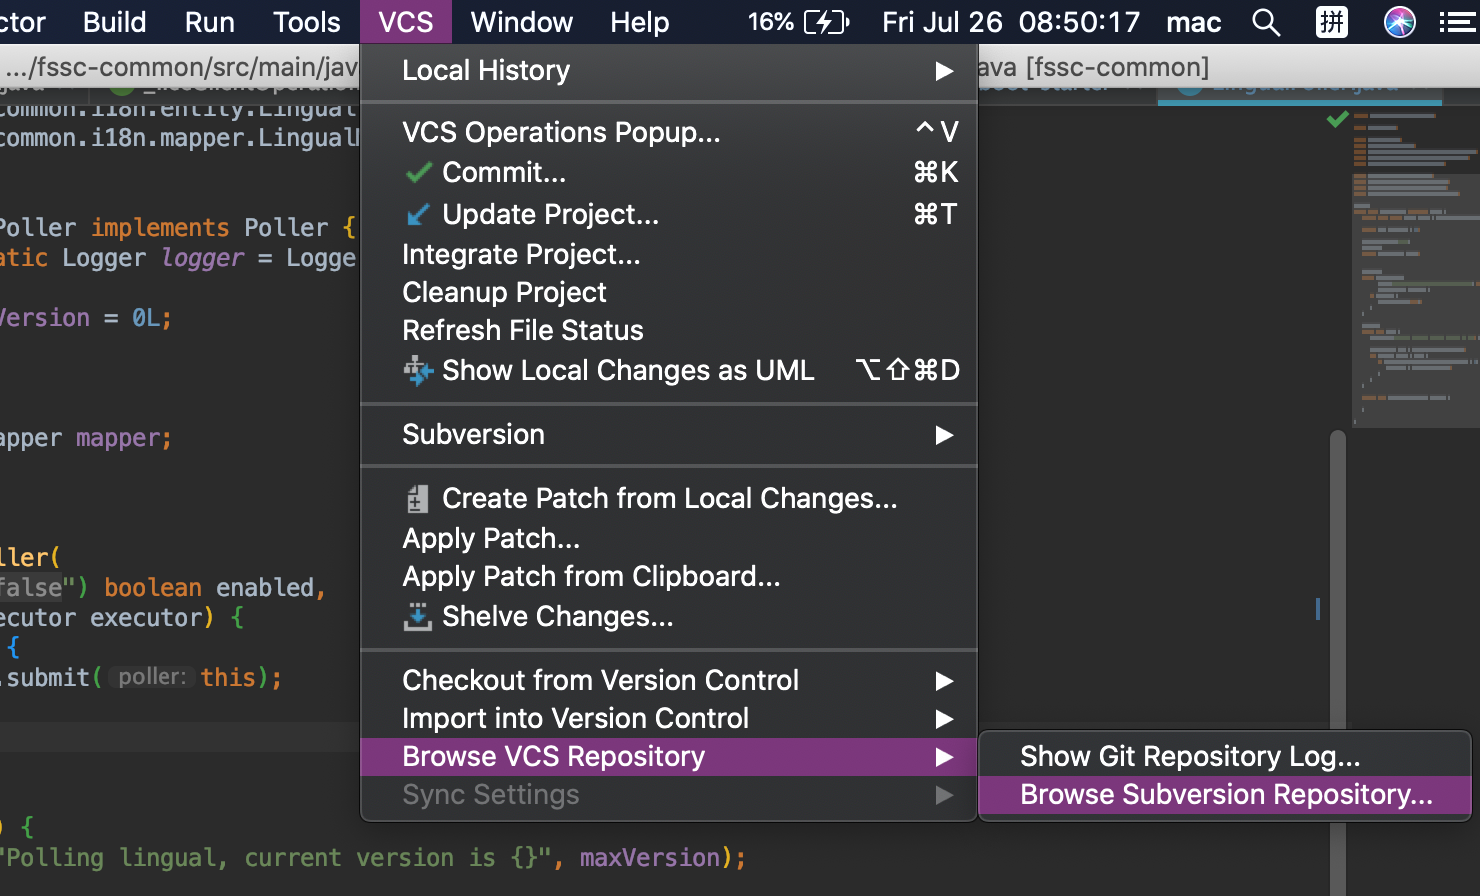 ctor Build Run Tools VCS Window Help 16% Fri Jul 26 08:50:17 mac 拼
.../fssc-common/src/main/jav
ava [fssc-common]
common.i18n.entity.Lingual
common.i18n.mapper.Lingual
Poller implements Poller {
atic Logger logger = Logge
Version = 0L;
apper mapper;
ller(
false") boolean enabled,
ecutor executor) {
{
.submit( poller: this);
) {
"Polling lingual, current version is {}", maxVersion);
Local History
VCS Operations Popup... ^V
Commit... ⌘K
Update Project... ⌘T
Integrate Project...
Cleanup Project
Refresh File Status
Show Local Changes as UML ⌥⇧⌘D
Subversion
Create Patch from Local Changes...
Apply Patch...
Apply Patch from Clipboard...
Shelve Changes...
Checkout from Version Control
Import into Version Control
Browse VCS Repository
Sync Settings
Show Git Repository Log...
Browse Subversion Repository...